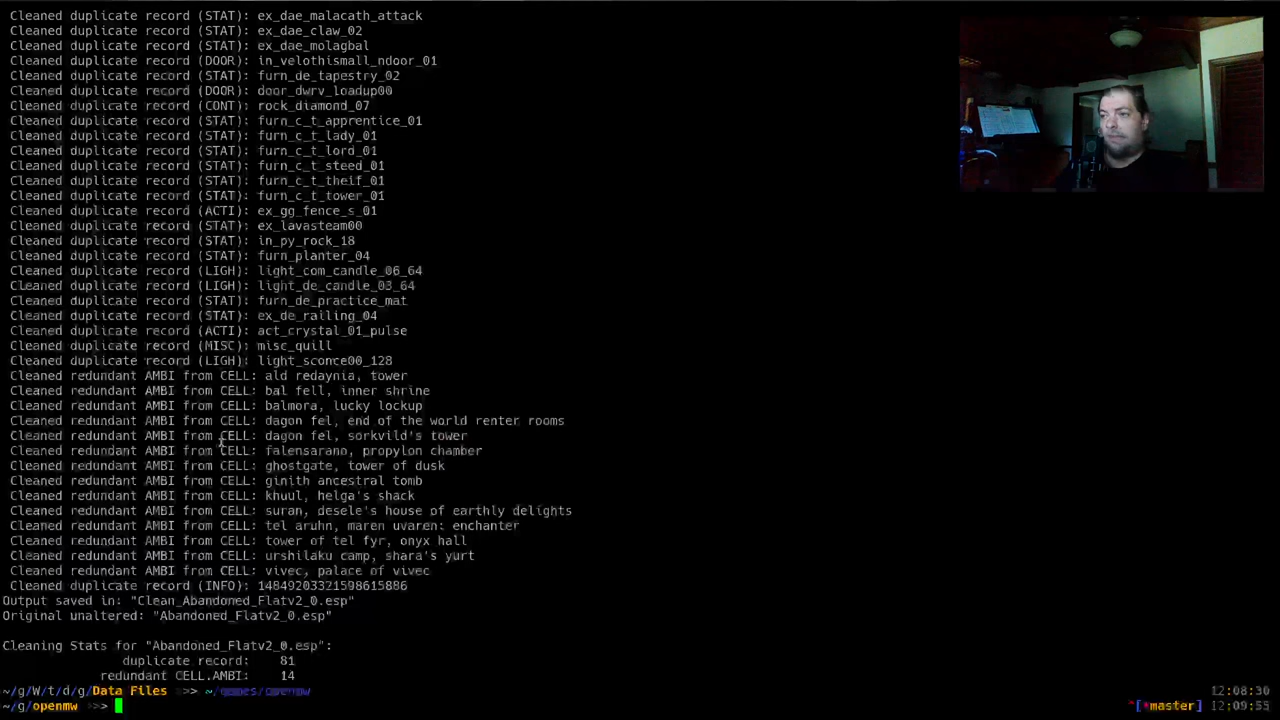 Cleaned duplicate record (STAT): ex_dae_malacath_attack
Cleaned duplicate record (STAT): ex_dae_claw_02
Cleaned duplicate record (STAT): ex_dae_molagbal
Cleaned duplicate record (DOOR): in_velothismall_ndoor_01
Cleaned duplicate record (STAT): furn_de_tapestry_02
Cleaned duplicate record (DOOR): door_dwrv_loadup00
Cleaned duplicate record (CONT): rock_diamond_07
Cleaned duplicate record (STAT): furn_c_t_apprentice_01
Cleaned duplicate record (STAT): furn_c_t_lady_01
Cleaned duplicate record (STAT): furn_c_t_lord_01
Cleaned duplicate record (STAT): furn_c_t_steed_01
Cleaned duplicate record (STAT): furn_c_t_theif_01
Cleaned duplicate record (STAT): furn_c_t_tower_01
Cleaned duplicate record (ACTI): ex_gg_fence_s_01
Cleaned duplicate record (STAT): ex_lavasteam00
Cleaned duplicate record (STAT): in_py_rock_18
Cleaned duplicate record (STAT): furn_planter_04
Cleaned duplicate record (LIGH): light_com_candle_06_64
Cleaned duplicate record (LIGH): light_de_candle_03_64
Cleaned duplicate record (STAT): furn_de_practice_mat
Cleaned duplicate record (STAT): ex_de_railing_04
Cleaned duplicate record (ACTI): act_crystal_01_pulse
Cleaned duplicate record (MISC): misc_quill
Cleaned duplicate record (LIGH): light_sconce00_128
Cleaned redundant AMBI from CELL: ald redaynia, tower
Cleaned redundant AMBI from CELL: bal fell, inner shrine
Cleaned redundant AMBI from CELL: balmora, lucky lockup
Cleaned redundant AMBI from CELL: dagon fel, end of the world renter rooms
Cleaned redundant AMBI from CELL: dagon fel, sorkvild's tower
Cleaned redundant AMBI from CELL: falensarano, propylon chamber
Cleaned redundant AMBI from CELL: ghostgate, tower of dusk
Cleaned redundant AMBI from CELL: ginith ancestral tomb
Cleaned redundant AMBI from CELL: khuul, helga's shack
Cleaned redundant AMBI from CELL: suran, desele's house of earthly delights
Cleaned redundant AMBI from CELL: tel aruhn, maren uvaren: enchanter
Cleaned redundant AMBI from CELL: tower of tel fyr, onyx hall
Cleaned redundant AMBI from CELL: urshilaku camp, shara's yurt
Cleaned redundant AMBI from CELL: vivec, palace of vivec
Cleaned duplicate record (INFO): 1484920332159861588​6
Output saved in: "Clean_Abandoned_Flatv2_0.esp"
Original unaltered: "Abandoned_Flatv2_0.esp"
Cleaning Stats for "Abandoned_Flatv2_0.esp":
duplicate record: 81
redundant CELL.AMBI: 14
~/g/W/t/d/g/Data Files >>> ~/games/openmw 12:08:30
~/g/openmw >>> ^[*master] 12:09:55